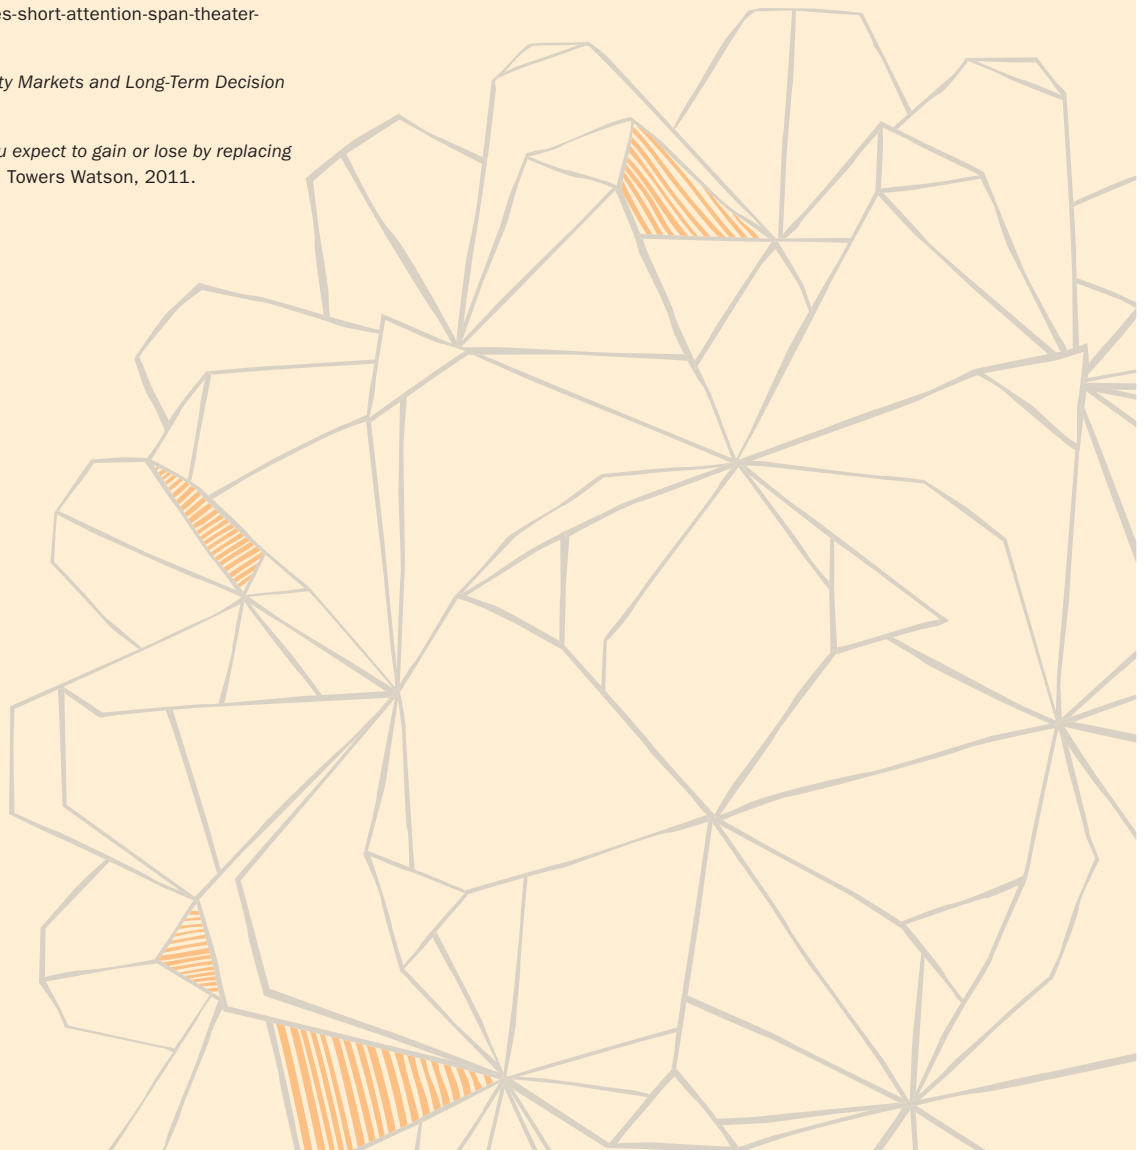 es-short-attention-span-theater-
ty Markets and Long-Term Decision
u expect to gain or lose by replacing
Towers Watson, 2011.